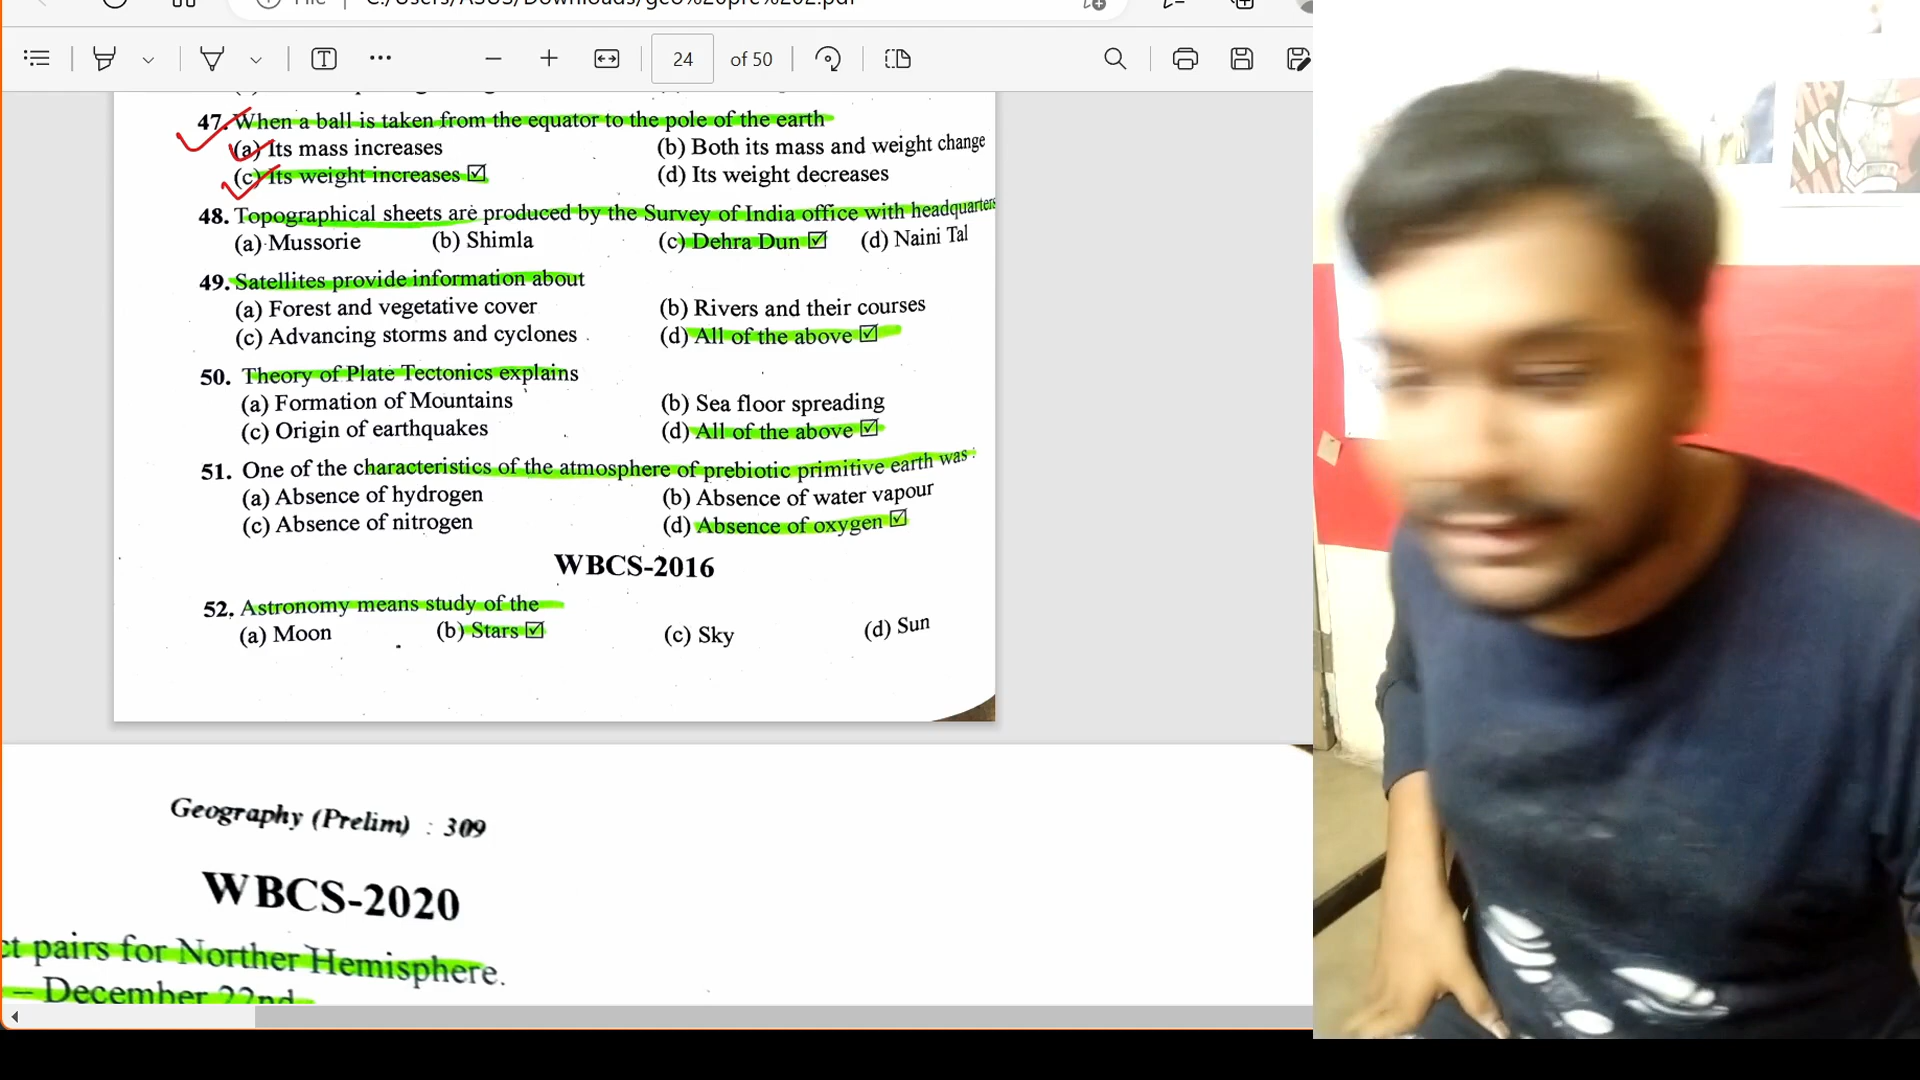 24 of 50
47. When a ball is taken from the equator to the pole of the earth
(a) Its mass increases (b) Both its mass and weight change
(c) Its weight increases ☑ (d) Its weight decreases
48. Topographical sheets are produced by the Survey of India office with headquarters
(a) Mussorie (b) Shimla (c) Dehra Dun ☑ (d) Naini Tal
49. Satellites provide information about
(a) Forest and vegetative cover (b) Rivers and their courses
(c) Advancing storms and cyclones (d) All of the above ☑
50. Theory of Plate Tectonics explains
(a) Formation of Mountains (b) Sea floor spreading
(c) Origin of earthquakes (d) All of the above ☑
51. One of the characteristics of the atmosphere of prebiotic primitive earth was :
(a) Absence of hydrogen (b) Absence of water vapour
(c) Absence of nitrogen (d) Absence of oxygen ☑
WBCS-2016
52. Astronomy means study of the
(a) Moon (b) Stars ☑ (c) Sky (d) Sun
Geography (Prelim) : 309
WBCS-2020
ct pairs for Norther Hemisphere.
– December 22nd